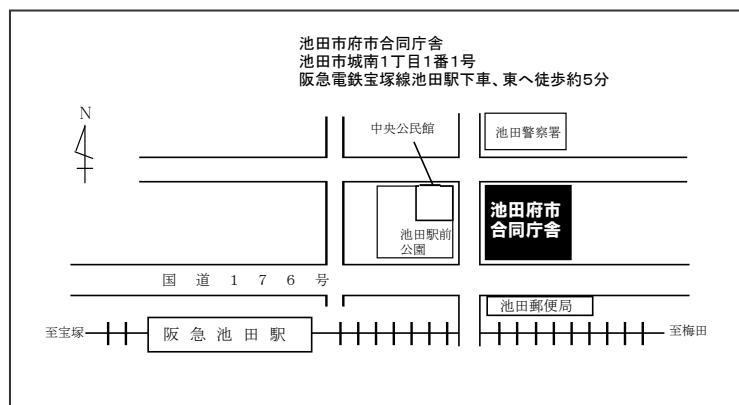 池田市府市合同庁舎
池田市城南1丁目1番1号
阪急電鉄宝塚線池田駅下車、東へ徒歩約5分
N
中央公民館
池田警察署
池田府市
合同庁舎
池田駅前
公園
国道176号
池田郵便局
至宝塚
阪急池田駅
至梅田